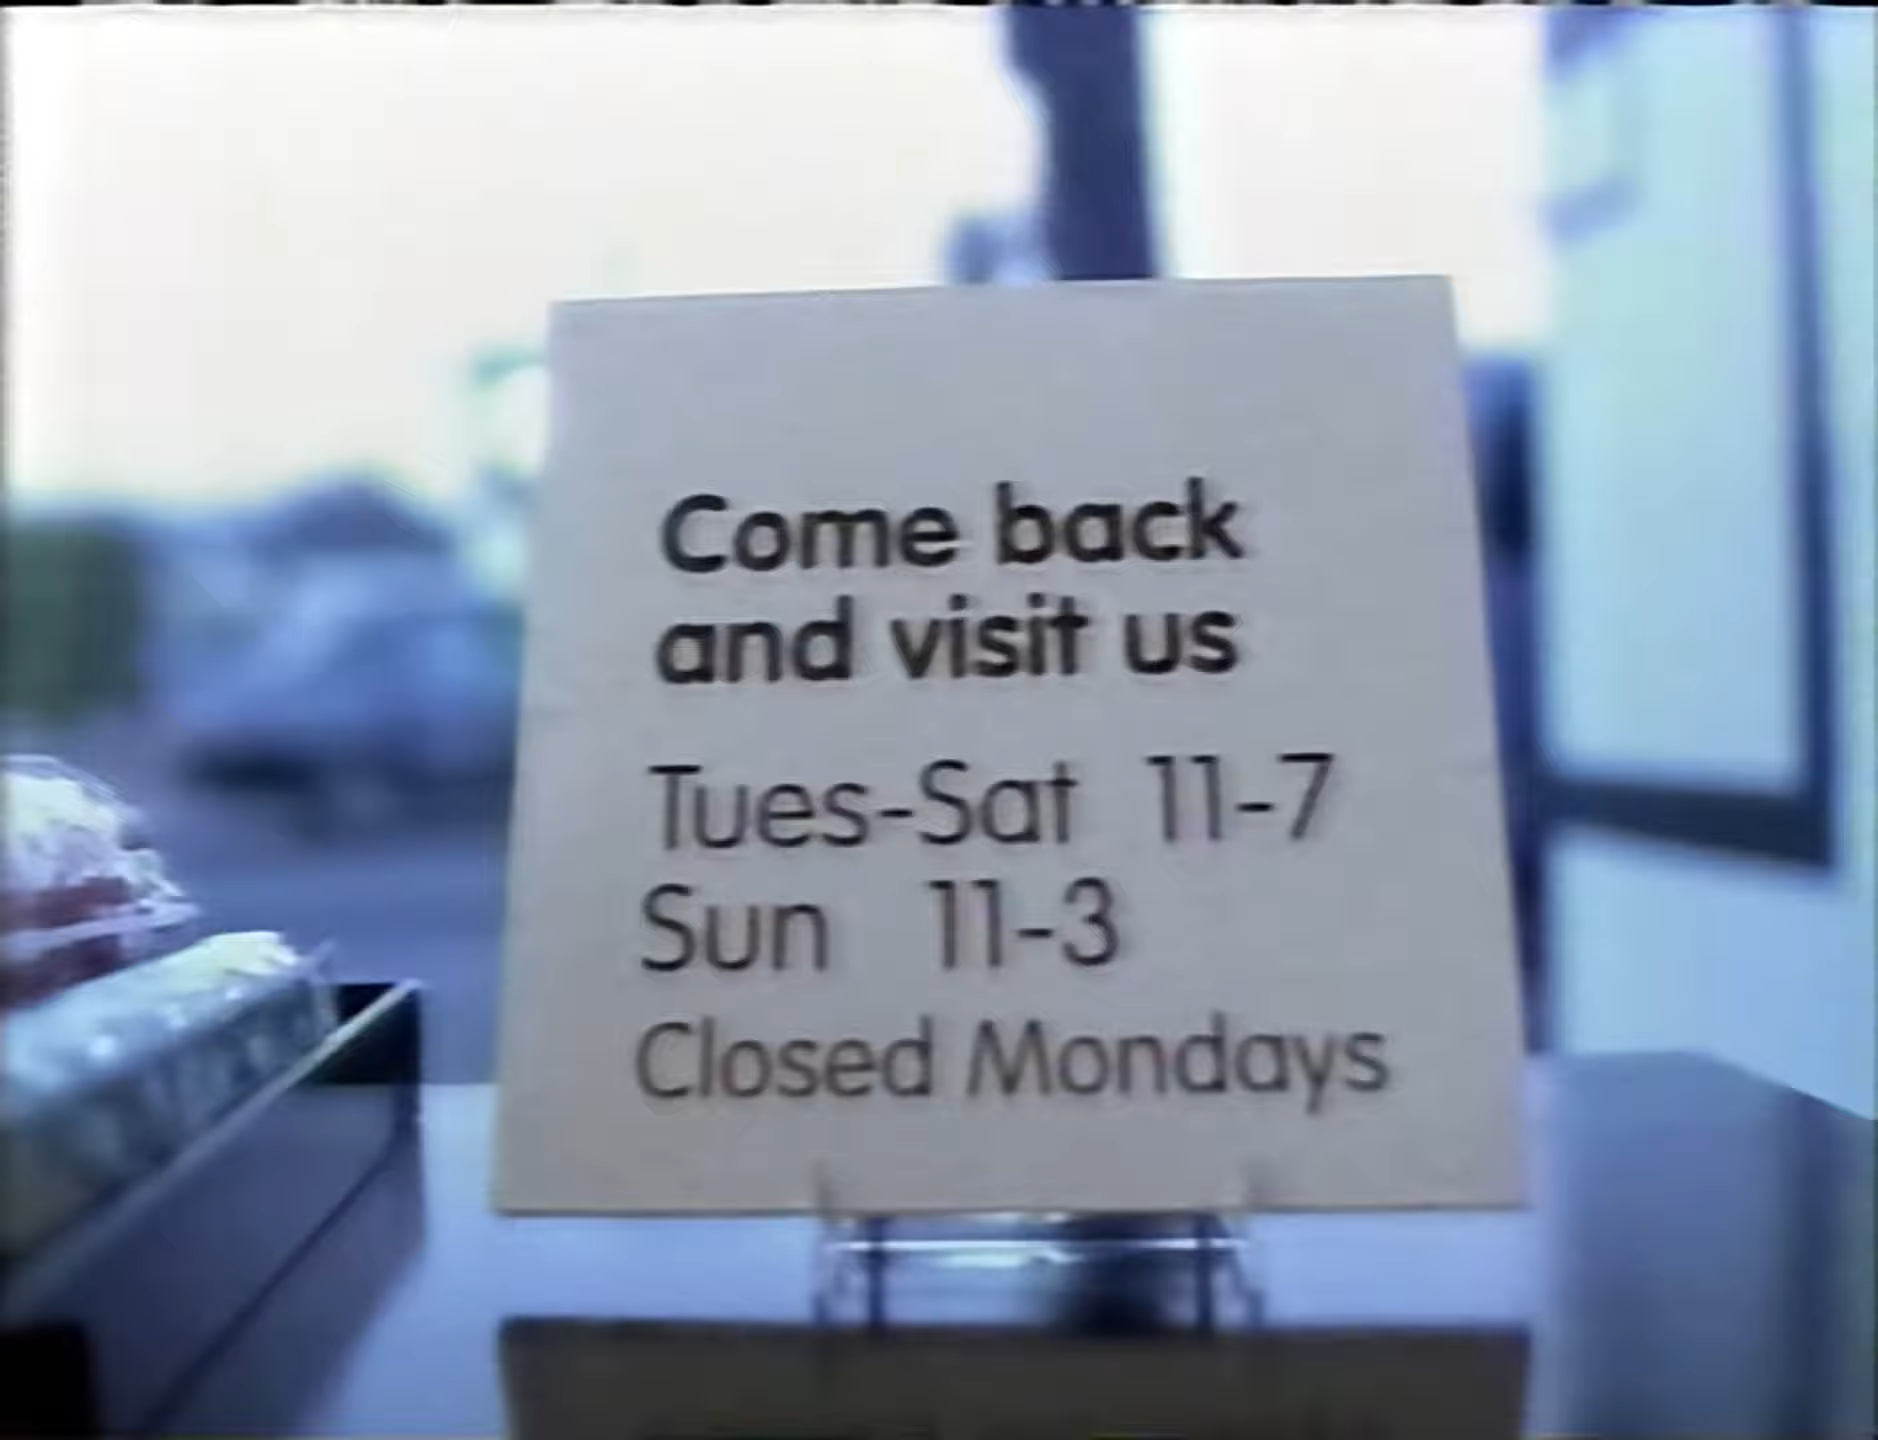 Come back
and visit us
Tues-Sat 11-7
Sun 11-3
Closed Mondays